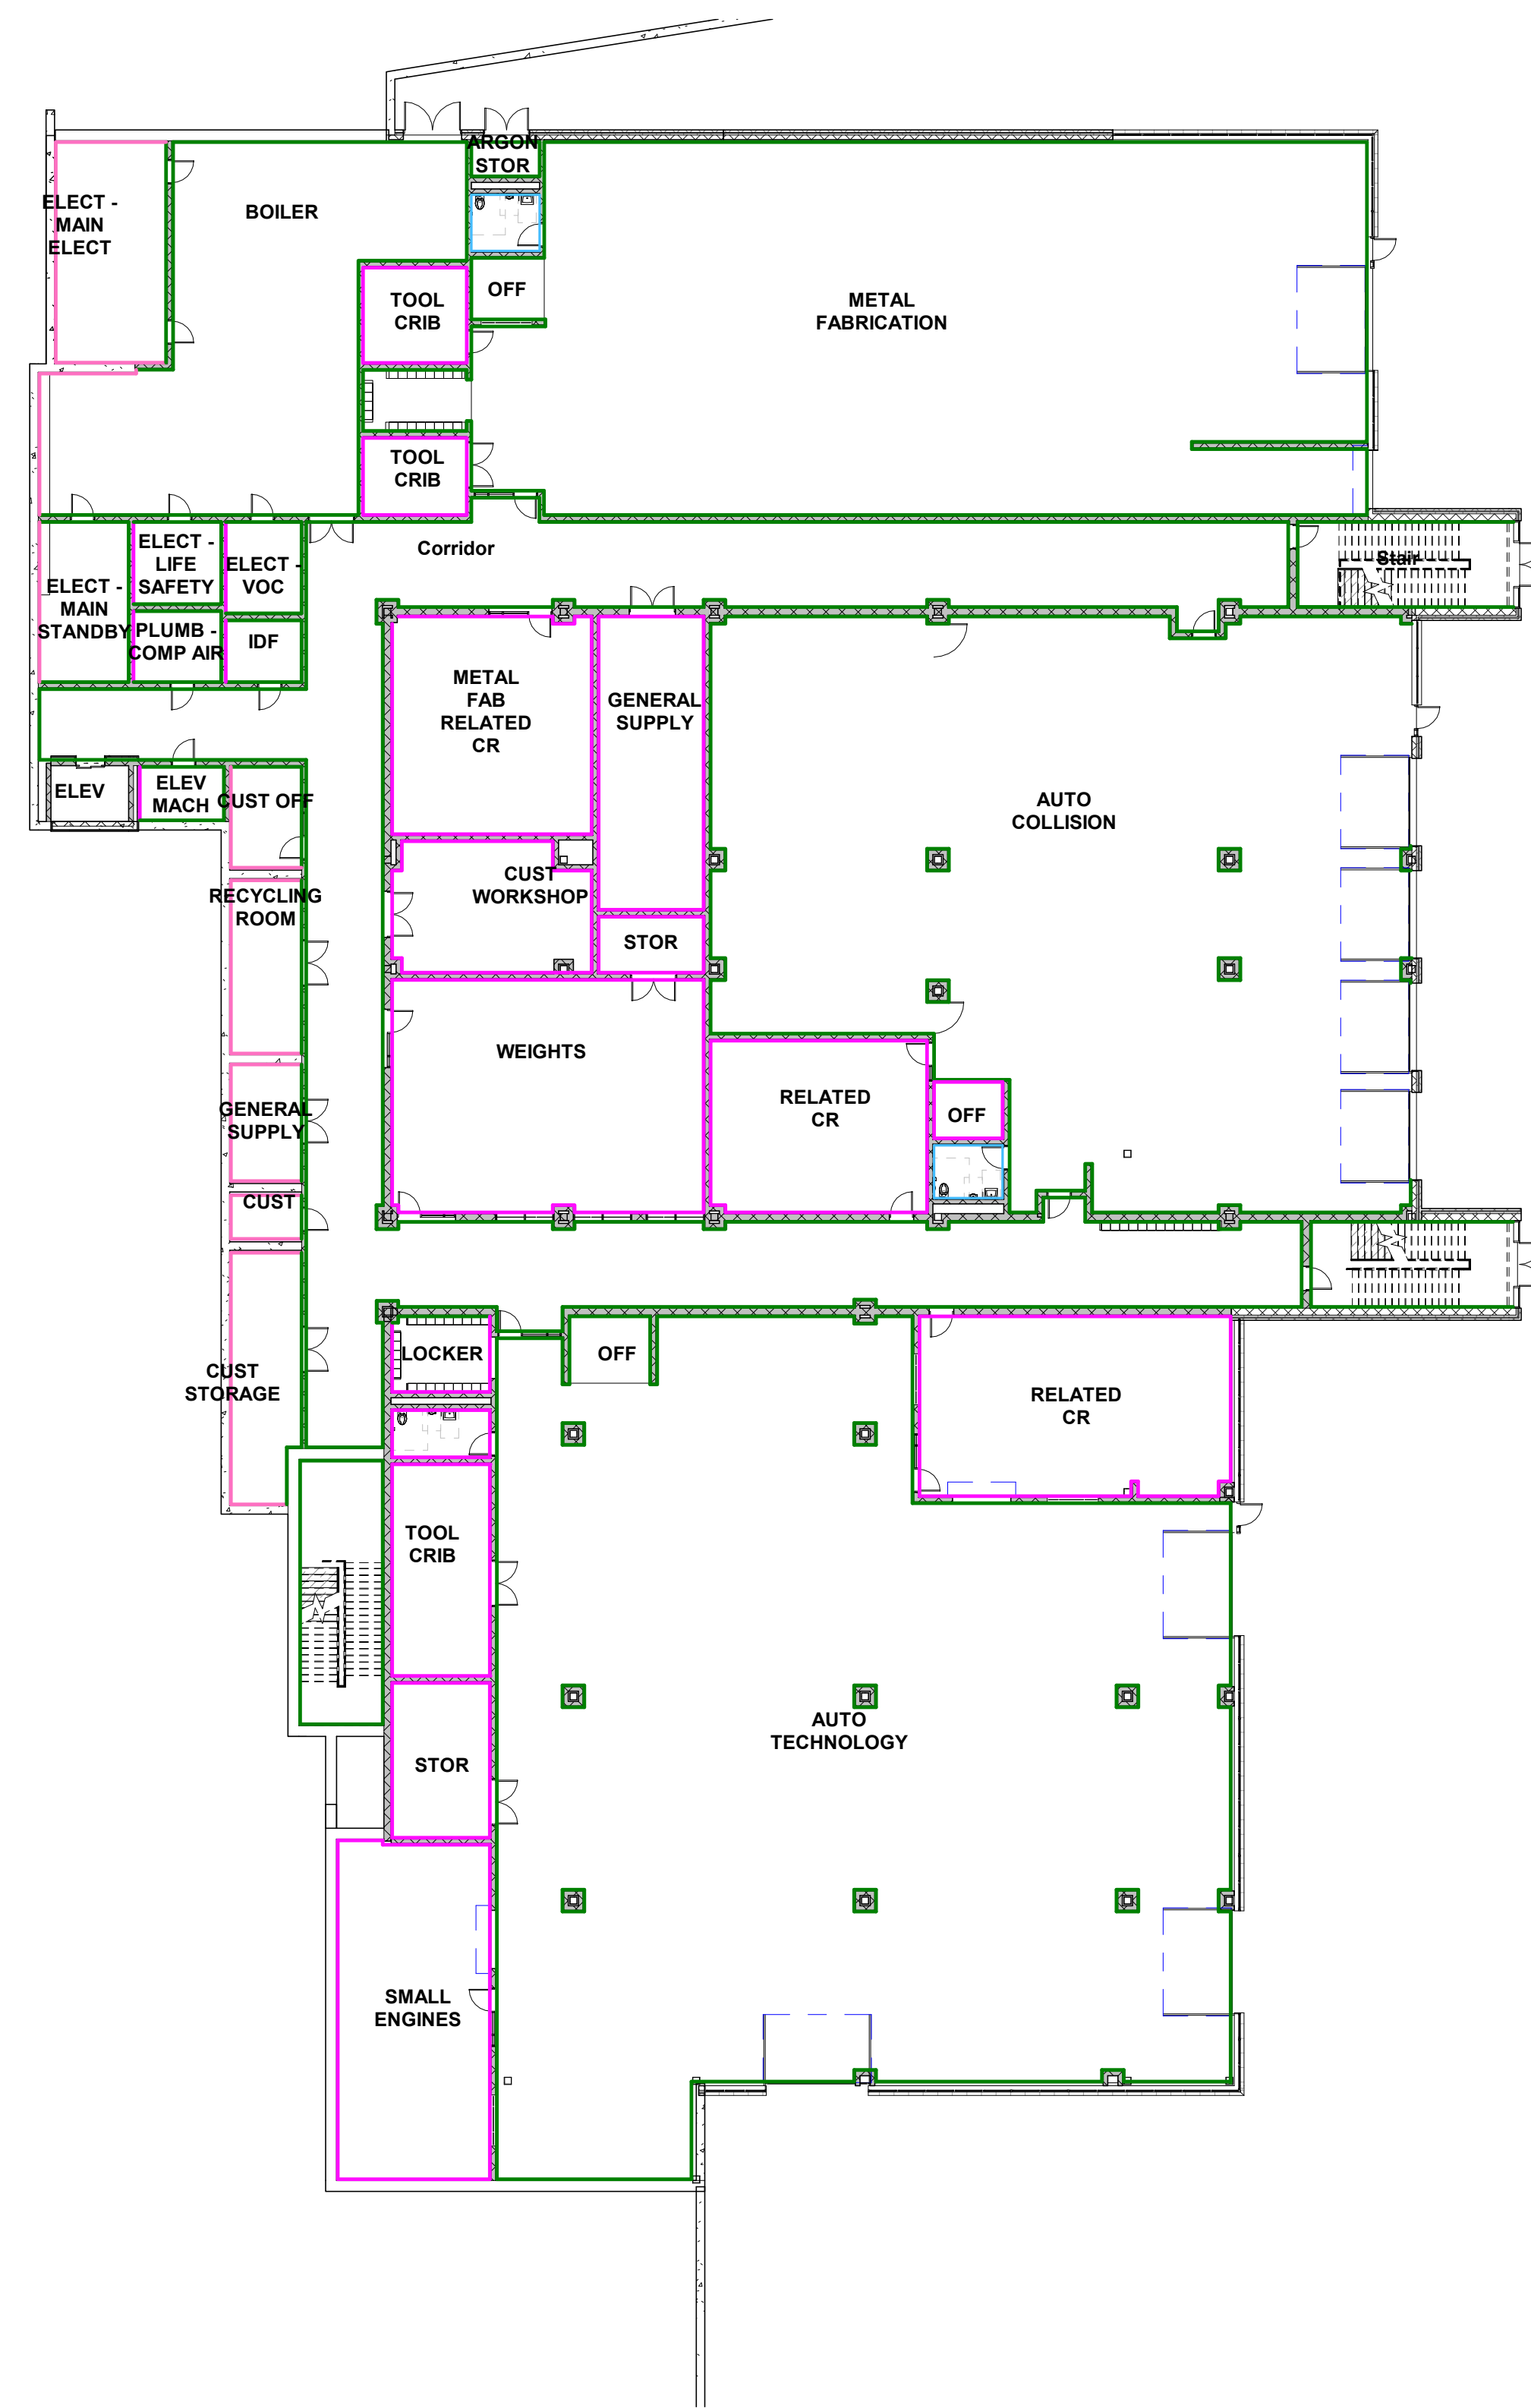 ARGON
STOR
ELECT -
MAIN
ELECT
BOILER
TOOL
CRIB
OFF
METAL
FABRICATION
TOOL
CRIB
Corridor
Stair
ELECT -
LIFE
SAFETY
ELECT -
VOC
ELECT -
MAIN
STANDBY
PLUMB -
COMP AIR
IDF
METAL
FAB
RELATED
CR
GENERAL
SUPPLY
ELEV
ELEV
MACH
CUST OFF
AUTO
COLLISION
CUST
WORKSHOP
RECYCLING
ROOM
STOR
WEIGHTS
RELATED
CR
OFF
GENERAL
SUPPLY
CUST
LOCKER
OFF
CUST
STORAGE
RELATED
CR
TOOL
CRIB
AUTO
TECHNOLOGY
STOR
SMALL
ENGINES